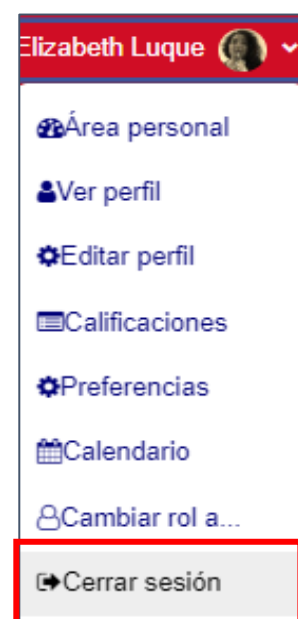 Elizabeth Luque
Área personal
Ver perfil
Editar perfil
Calificaciones
Preferencias
Calendario
Cambiar rol a...
Cerrar sesión